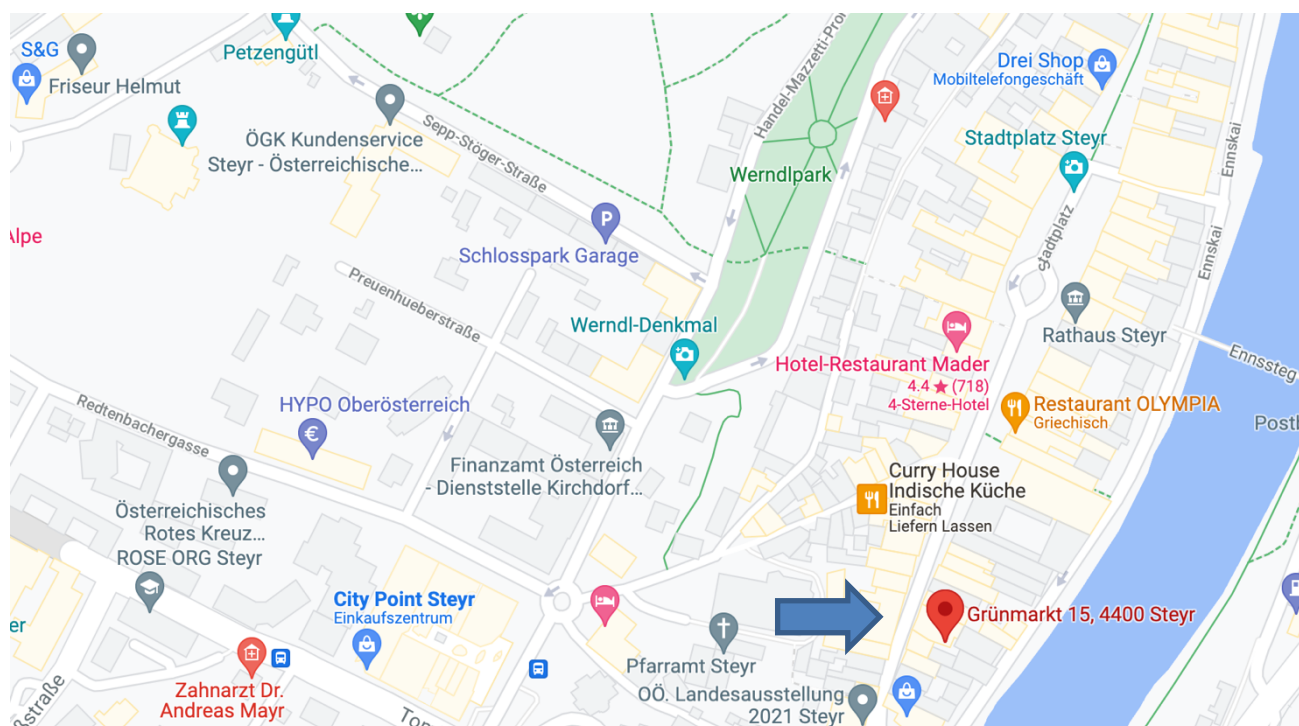 S&G
Friseur Helmut
Petzengütl
ÖGK Kundenservice
Steyr - Österreichische...
Sepp-Stöger-Straße
Handel-Mazzetti-Pro
Drei Shop
Mobiltelefongeschäft
Stadtplatz Steyr
Ennskai
Werndlpark
Alpe
P
Schlosspark Garage
Preuenhueberstraße
Stadtplatz
Ennskai
Werndl-Denkmal
Rathaus Steyr
Ennssteg
Hotel-Restaurant Mader
4.4 ★ (718)
4-Sterne-Hotel
Restaurant OLYMPIA
Griechisch
Redtenbachergasse
HYPO Oberösterreich
€
Finanzamt Österreich
- Dienststelle Kirchdorf...
Curry House
Indische Küche
Einfach
Liefern Lassen
Österreichisches
Rotes Kreuz...
ROSE ORG Steyr
City Point Steyr
Einkaufszentrum
er
Grünmarkt 15, 4400 Steyr
Pfarramt Steyr
Zahnarzt Dr.
Andreas Mayr
OÖ. Landesausstellung
2021 Steyr